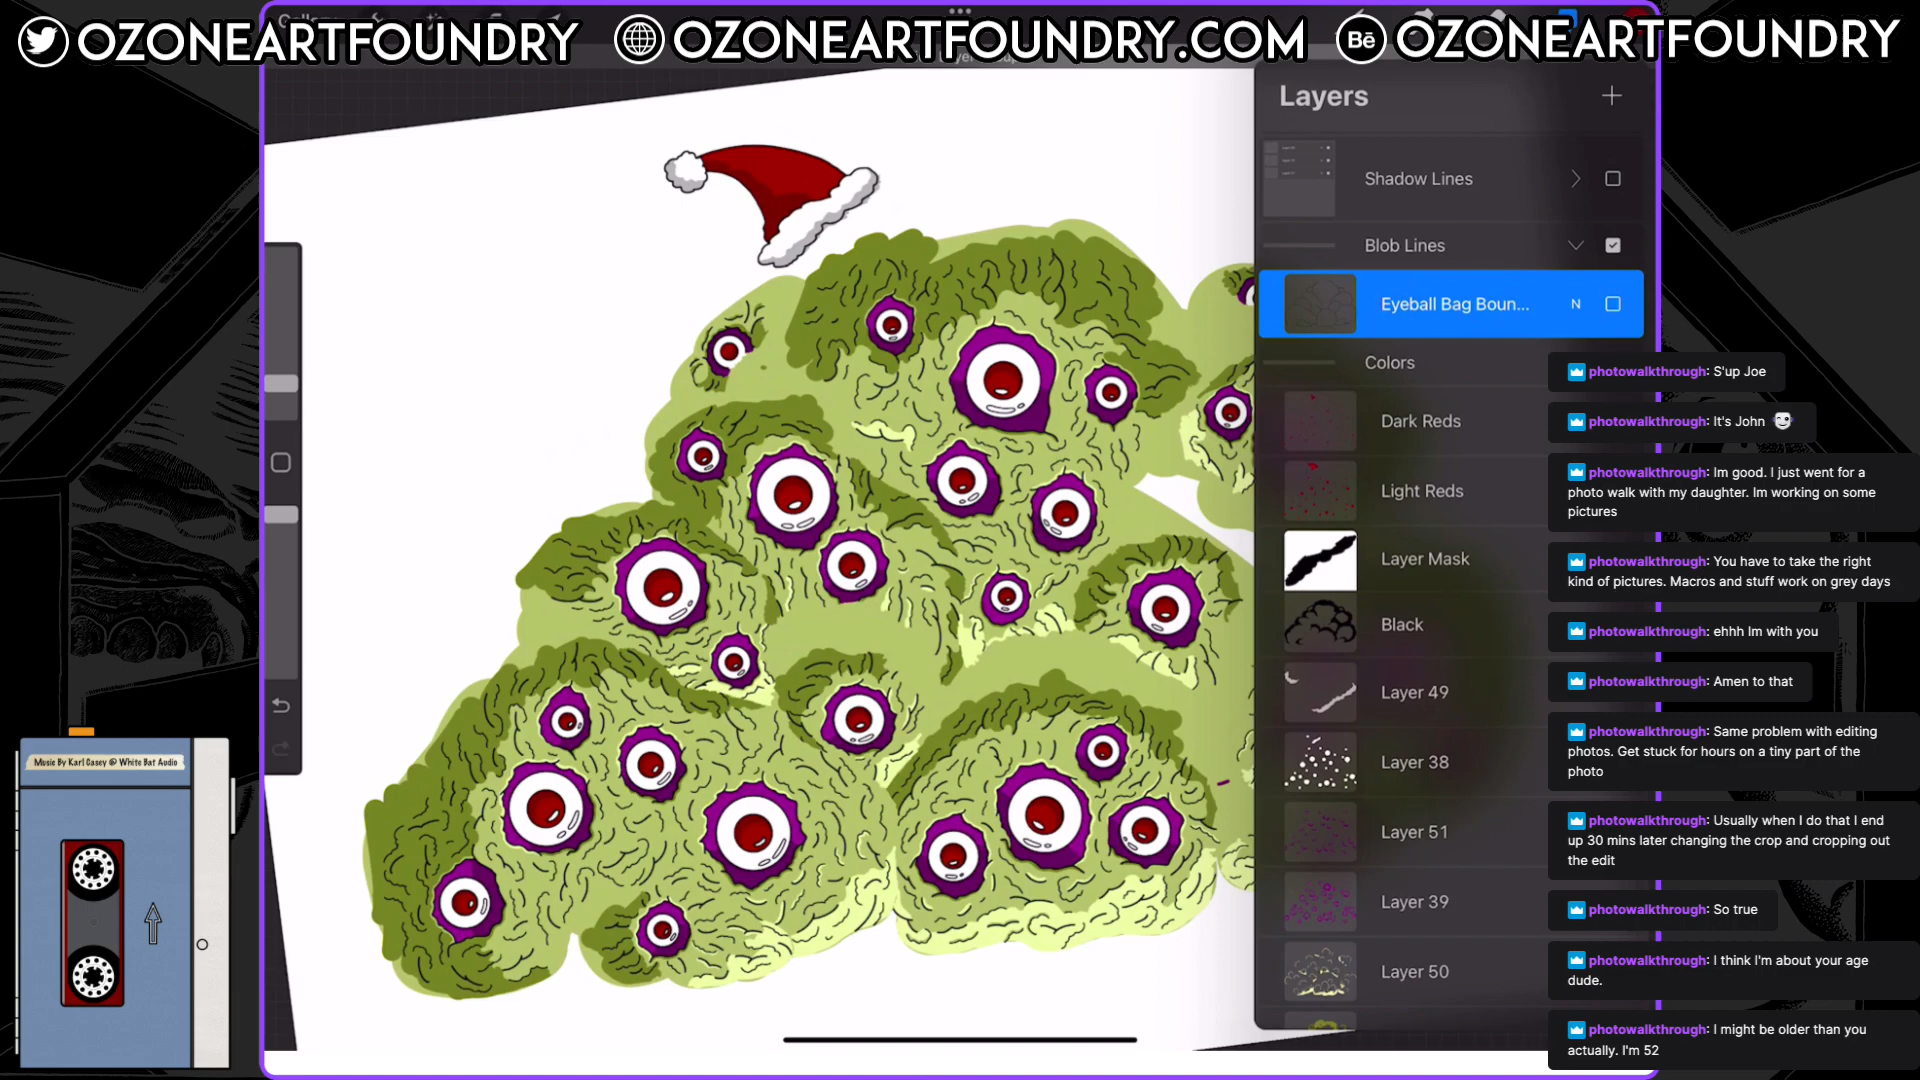 OZONEARTFOUNDRY
OZONEARTFOUNDRY.COM
Bē OZONEARTFOUNDRY
Layers
Shadow Lines
Blob Lines
Eyeball Bag Boun... N
Colors
Dark Reds
Light Reds
Layer Mask
Black
Layer 49
Layer 38
Layer 51
Layer 39
Layer 50
photowalkthrough: S'up Joe
photowalkthrough: It's John
photowalkthrough: Im good. I just went for a
photo walk with my daughter. Im working on some
pictures
photowalkthrough: You have to take the right
kind of pictures. Macros and stuff work on grey days
photowalkthrough: ehhh Im with you
photowalkthrough: Amen to that
photowalkthrough: Same problem with editing
photos. Get stuck for hours on a tiny part of the
photo
photowalkthrough: Usually when I do that I end
up 30 mins later changing the crop and cropping out
the edit
photowalkthrough: So true
photowalkthrough: I think I'm about your age
dude.
photowalkthrough: I might be older than you
actually. I'm 52
Music By Karl Casey @ White Bat Audio